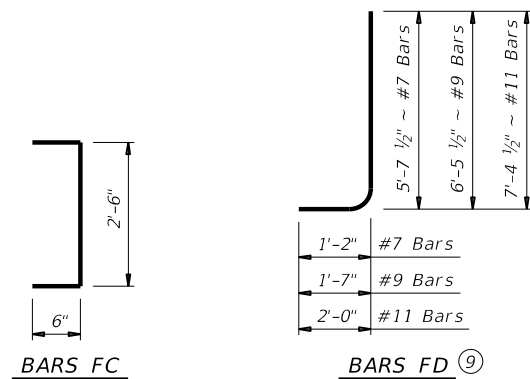 2'-6"
6"
BARS FC
5'-7 ½" ~ #7 Bars
6'-5 ½" ~ #9 Bars
7'-4 ½" ~ #11 Bars
1'-2" #7 Bars
1'-7" #9 Bars
2'-0" #11 Bars
BARS FD 9